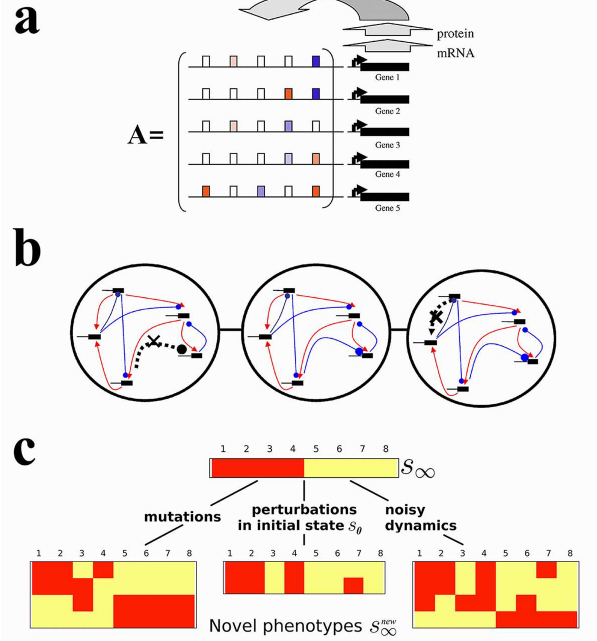 a
protein
mRNA
Gene 1
Gene 2
A=
Gene 3
Gene 4
Gene 5
b
c
1 2 3 4 5 6 7 8
S∞
mutations
perturbations
in initial state S0
noisy
dynamics
1 2 3 4 5 6 7 8
1 2 3 4 5 6 7 8
1 2 3 4 5 6 7 8
Novel phenotypes S∞new